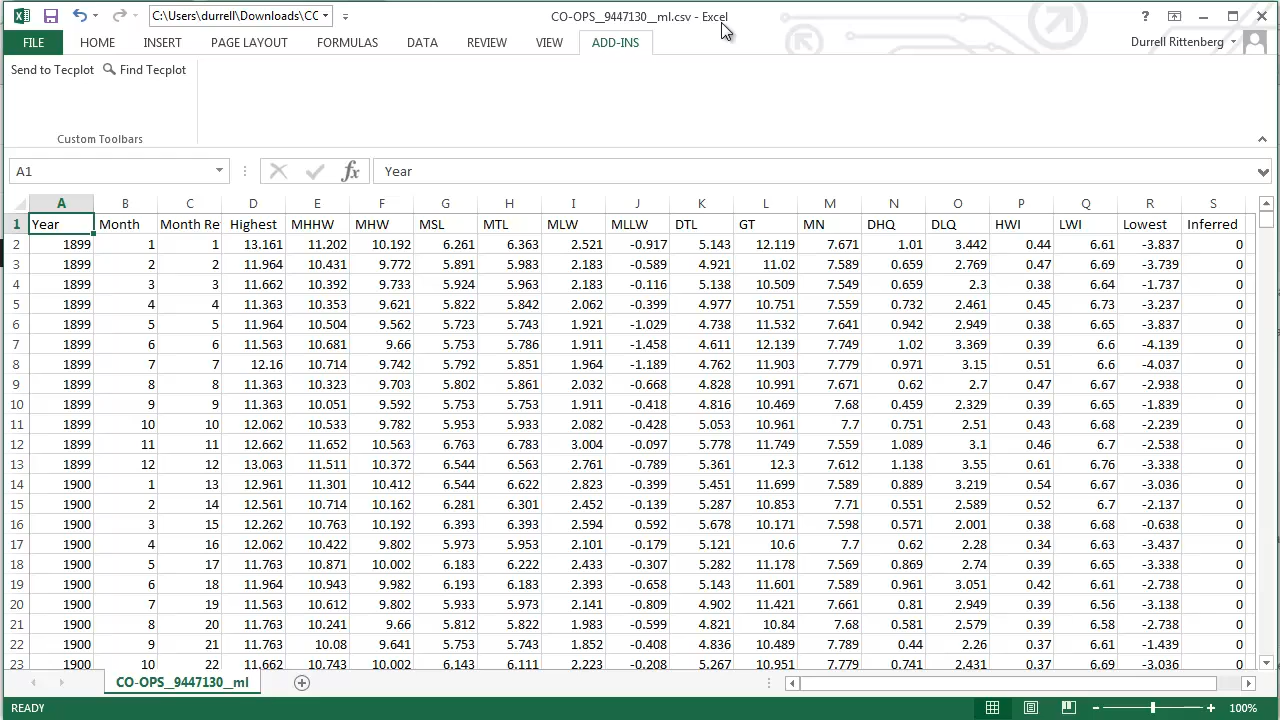 C:\Users\durrell\Downloads\CC
CO-OPS__9447130__ml.csv - Excel
?
FILE HOME INSERT PAGE LAYOUT FORMULAS DATA REVIEW VIEW ADD-INS Durrell Rittenberg
Send to Tecplot Find Tecplot
Custom Toolbars
A1 fx Year
A B C D E F G H I J K L M N O P Q R S
1 Year Month Month Re Highest MHHW MHW MSL MTL MLW MLLW DTL GT MN DHQ DLQ HWI LWI Lowest Inferred
2 1899 1 1 13.161 11.202 10.192 6.261 6.363 2.521 -0.917 5.143 12.119 7.671 1.01 3.442 0.44 6.61 -3.837 0
3 1899 2 2 11.964 10.431 9.772 5.891 5.983 2.183 -0.589 4.921 11.02 7.589 0.659 2.769 0.47 6.69 -3.739 0
4 1899 3 3 11.662 10.392 9.733 5.924 5.963 2.183 -0.116 5.138 10.509 7.549 0.659 2.3 0.38 6.64 -1.737 0
5 1899 4 4 11.363 10.353 9.621 5.822 5.842 2.062 -0.399 4.977 10.751 7.559 0.732 2.461 0.45 6.73 -3.237 0
6 1899 5 5 11.964 10.504 9.562 5.723 5.743 1.921 -1.029 4.738 11.532 7.641 0.942 2.949 0.38 6.65 -3.837 0
7 1899 6 6 11.563 10.681 9.66 5.753 5.786 1.911 -1.458 4.611 12.139 7.749 1.02 3.369 0.39 6.6 -4.139 0
8 1899 7 7 12.16 10.714 9.742 5.792 5.851 1.964 -1.189 4.762 11.903 7.779 0.971 3.15 0.51 6.6 -4.037 0
9 1899 8 8 11.363 10.323 9.703 5.802 5.861 2.032 -0.668 4.828 10.991 7.671 0.62 2.7 0.47 6.67 -2.938 0
10 1899 9 9 11.363 10.051 9.592 5.753 5.753 1.911 -0.418 4.816 10.469 7.68 0.459 2.329 0.39 6.65 -1.839 0
11 1899 10 10 12.062 10.533 9.782 5.953 5.933 2.082 -0.428 5.053 10.961 7.7 0.751 2.51 0.43 6.68 -2.239 0
12 1899 11 11 12.662 11.652 10.563 6.763 6.783 3.004 -0.097 5.778 11.749 7.559 1.089 3.1 0.46 6.7 -2.538 0
13 1899 12 12 13.063 11.511 10.372 6.544 6.563 2.761 -0.789 5.361 12.3 7.612 1.138 3.55 0.61 6.76 -3.338 0
14 1900 1 13 12.961 11.301 10.412 6.544 6.622 2.823 -0.399 5.451 11.699 7.589 0.889 3.219 0.54 6.67 -3.036 0
15 1900 2 14 12.561 10.714 10.162 6.281 6.301 2.452 -0.139 5.287 10.853 7.71 0.551 2.589 0.52 6.7 -2.137 0
16 1900 3 15 12.262 10.763 10.192 6.393 6.393 2.594 0.592 5.678 10.171 7.598 0.571 2.001 0.38 6.68 -0.638 0
17 1900 4 16 12.062 10.422 9.802 5.973 5.953 2.101 -0.179 5.121 10.6 7.7 0.62 2.28 0.34 6.63 -3.437 0
18 1900 5 17 11.763 10.871 10.002 6.183 6.222 2.433 -0.307 5.282 11.178 7.569 0.869 2.74 0.39 6.65 -3.338 0
19 1900 6 18 11.964 10.943 9.982 6.193 6.183 2.393 -0.658 5.143 11.601 7.589 0.961 3.051 0.42 6.61 -2.738 0
20 1900 7 19 11.563 10.612 9.802 5.933 5.973 2.141 -0.809 4.902 11.421 7.661 0.81 2.949 0.39 6.56 -3.138 0
21 1900 8 20 11.763 10.241 9.66 5.812 5.822 1.983 -0.599 4.821 10.84 7.68 0.581 2.579 0.39 6.58 -2.738 0
22 1900 9 21 11.763 10.08 9.641 5.753 5.743 1.852 -0.408 4.836 10.489 7.789 0.44 2.26 0.37 6.61 -1.439 0
23 1900 10 22 11.662 10.743 10.002 6.143 6.111 2.223 -0.208 5.267 10.951 7.779 0.741 2.431 0.37 6.69 -3.036 0
CO-OPS__9447130__ml
READY 100%